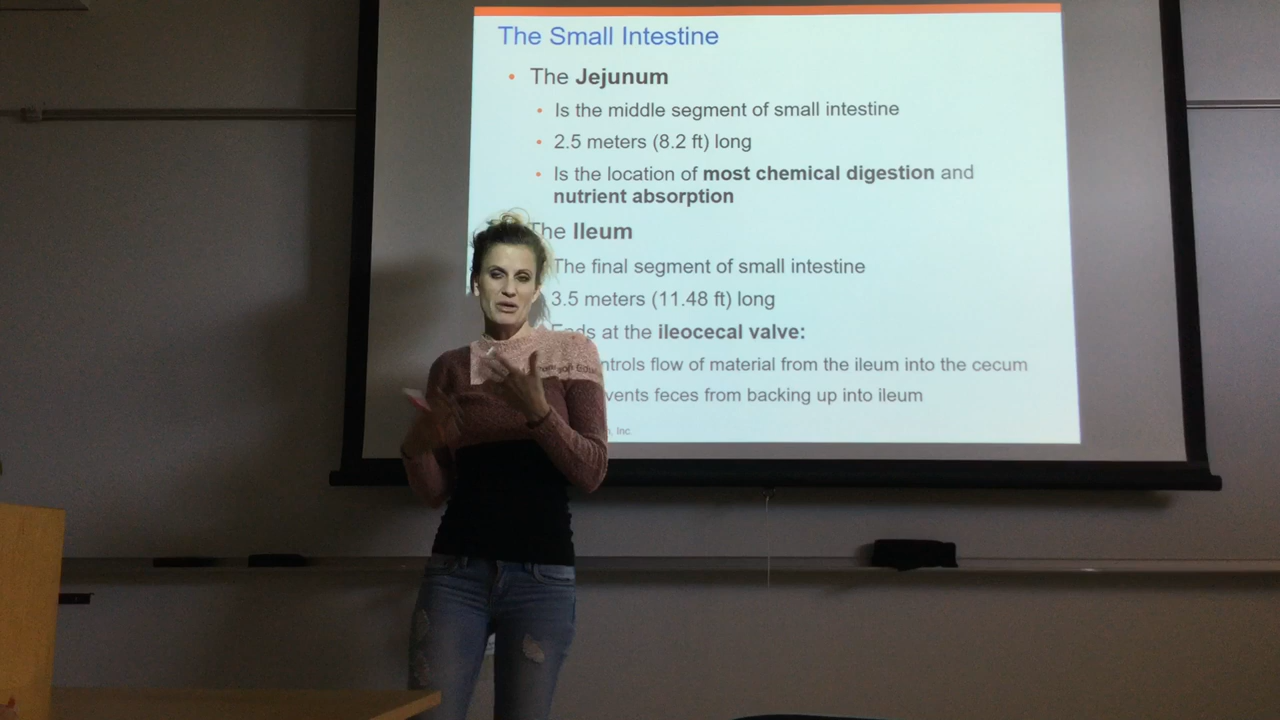 The Small Intestine
• The Jejunum
• Is the middle segment of small intestine
• 2.5 meters (8.2 ft) long
• Is the location of most chemical digestion and
nutrient absorption
The Ileum
The final segment of small intestine
3.5 meters (11.48 ft) long
Ends at the ileocecal valve:
ntrols flow of material from the ileum into the cecum
vents feces from backing up into ileum
Inc